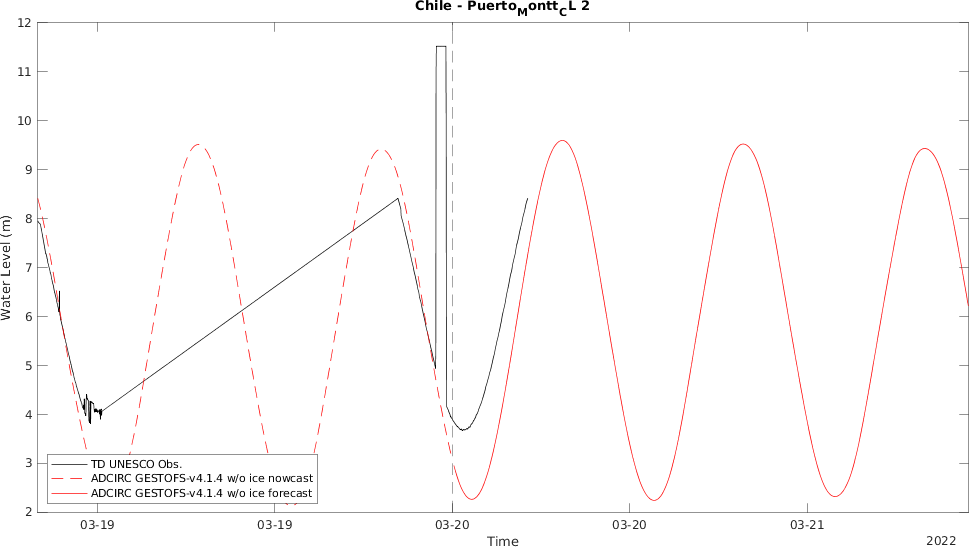 Chile - PuertoMonttCL 2
12
11
10
9
8
7
6
5
4
3
2
Water Level (m)
TD UNESCO Obs.
ADCIRC GESTOFS-v4.1.4 w/o ice nowcast
ADCIRC GESTOFS-v4.1.4 w/o ice forecast
03-19 03-19 03-20 03-20 03-21
Time
2022